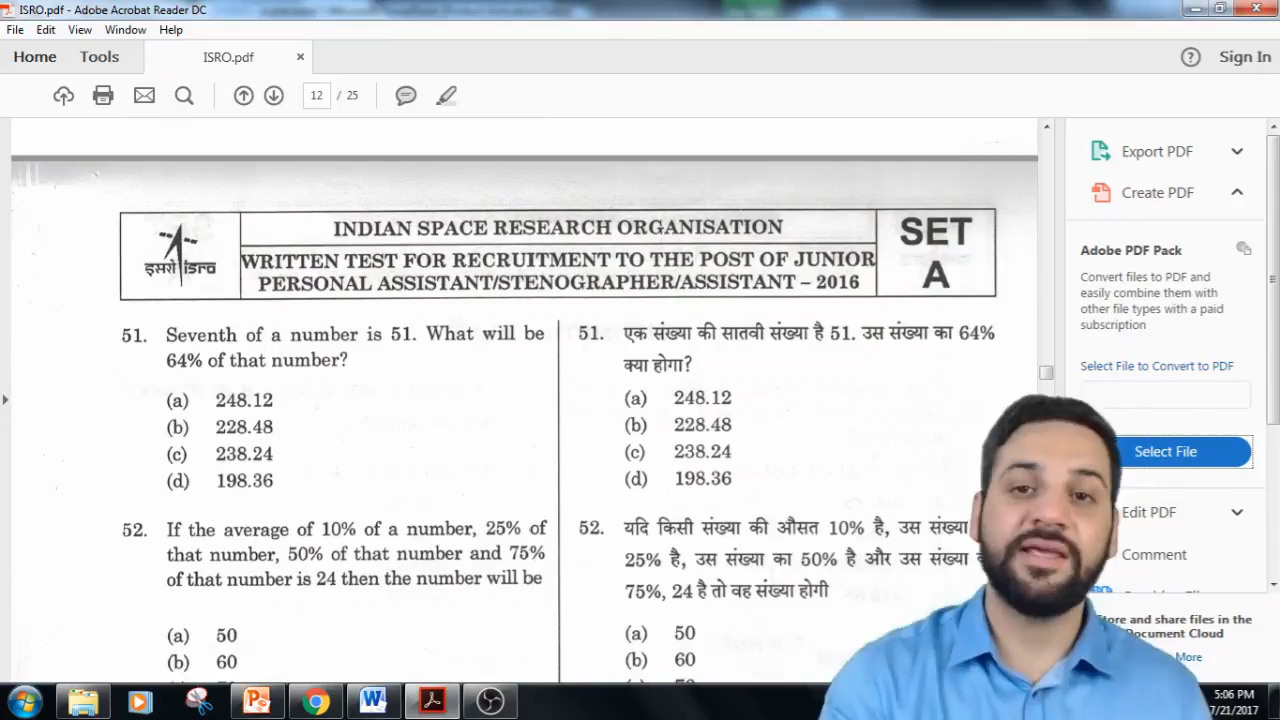 ISRO.pdf - Adobe Acrobat Reader DC
File Edit View Window Help
Home Tools ISRO.pdf × ? Sign In
12 / 25
INDIAN SPACE RESEARCH ORGANISATION
WRITTEN TEST FOR RECRUITMENT TO THE POST OF JUNIOR
PERSONAL ASSISTANT/STENOGRAPHER/ASSISTANT – 2016
इसरो isro
SET
A
51. Seventh of a number is 51. What will be
64% of that number?
(a) 248.12
(b) 228.48
(c) 238.24
(d) 198.36
52. If the average of 10% of a number, 25% of
that number, 50% of that number and 75%
of that number is 24 then the number will be
(a) 50
(b) 60
51. एक संख्या की सातवी संख्या है 51. उस संख्या का 64%
क्या होगा?
(a) 248.12
(b) 228.48
(c) 238.24
(d) 198.36
52. यदि किसी संख्या की औसत 10% है, उस संख्या
25% है, उस संख्या का 50% है और उस संख्या
75%, 24 है तो वह संख्या होगी
(a) 50
(b) 60
Export PDF
Create PDF
Adobe PDF Pack
Convert files to PDF and
easily combine them with
other file types with a paid
subscription
Select File to Convert to PDF
Select File
Edit PDF
Comment
Store and share files in the
Document Cloud
More
5:06 PM
7/21/2017